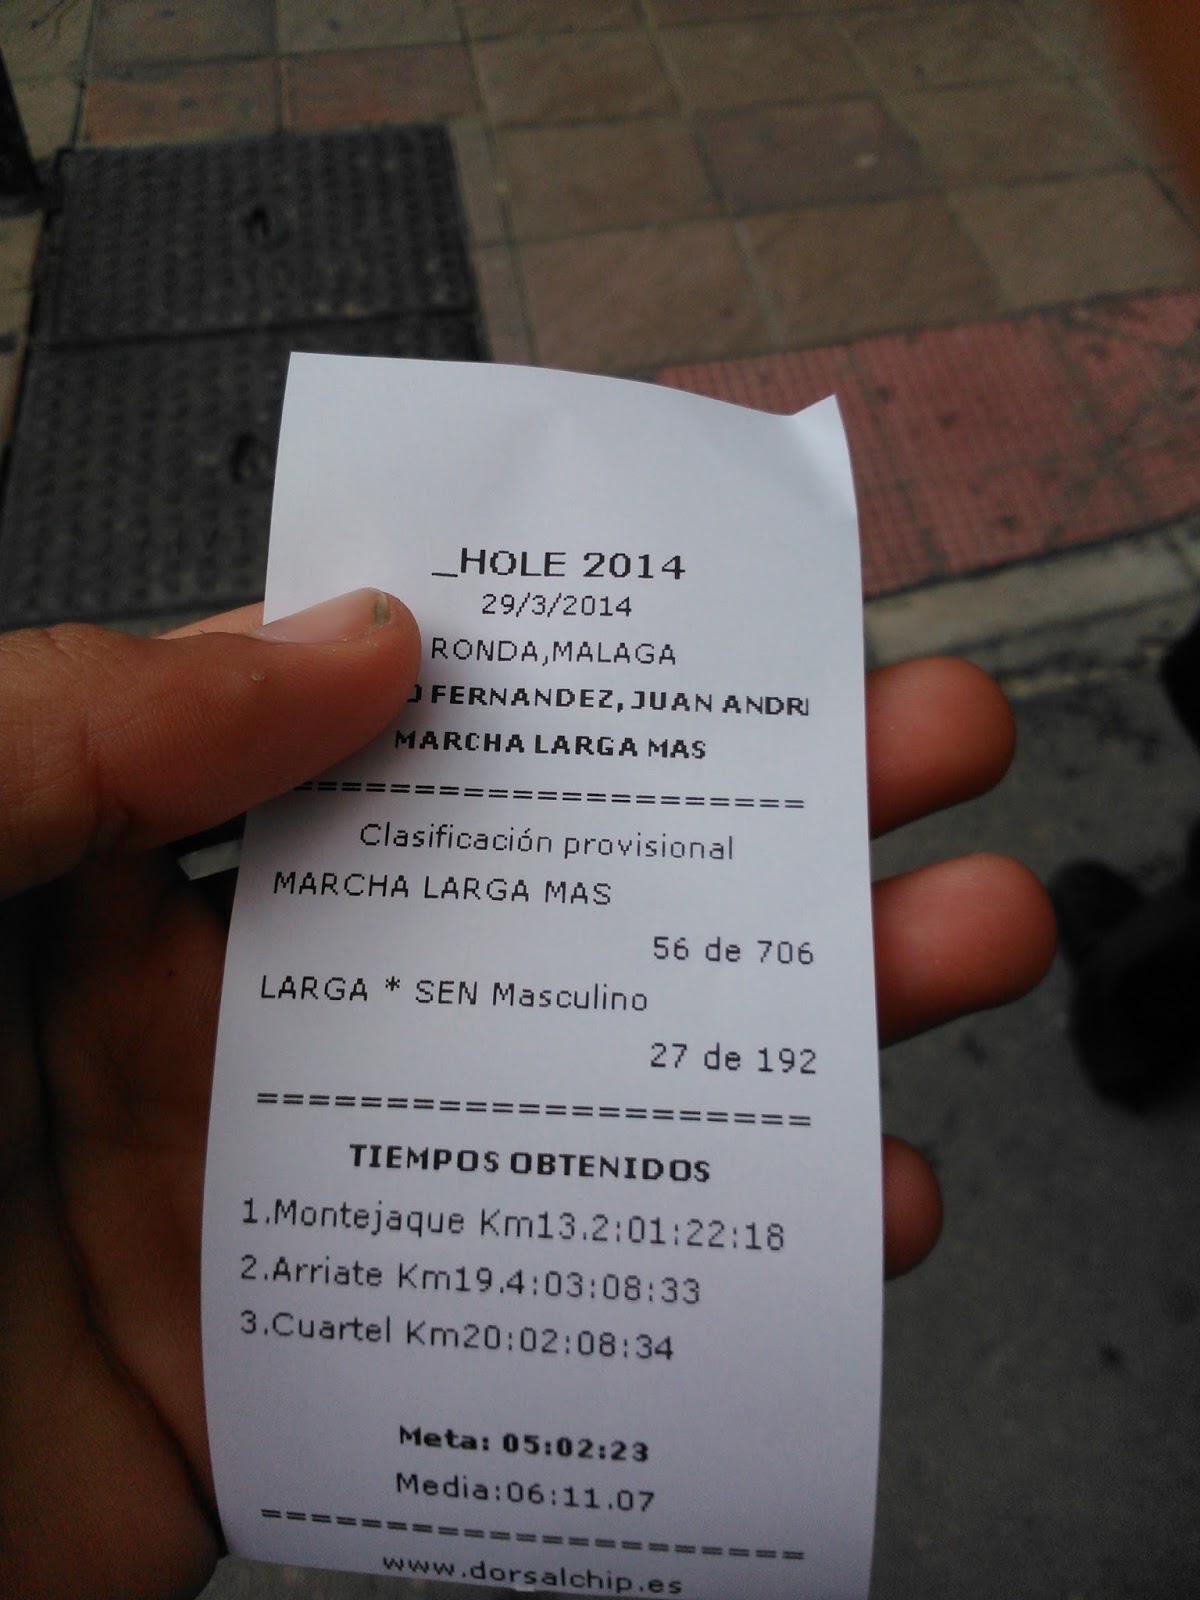 _HOLE 2014
29/3/2014
RONDA,MALAGA
FERNANDEZ,JUAN ANDR
MARCHA LARGA MAS
======================
Clasificación provisional
MARCHA LARGA MAS
56 de 706
LARGA * SEN Masculino
27 de 192
======================
TIEMPOS OBTENIDOS
1.Montejaque Km13.2:01:22:18
2.Arriate Km19.4:03:08:33
3.Cuartel Km20:02:08:34
Meta: 05:02:23
Media:06:11.07
======================
www.dorsalchip.es